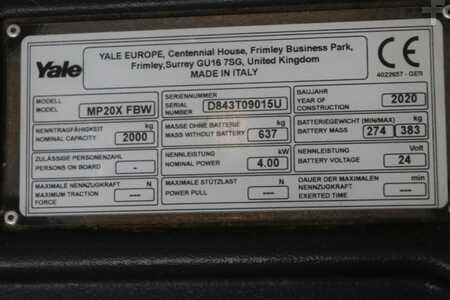 Yale
YALE EUROPE, Centennial House, Frimley Business Park,
Frimley,Surrey GU16 7SG, United Kingdom
MADE IN ITALY
CE
4022657 - GER
MODELL
MODEL
MP20X FBW
SERIENNUMMER
SERIAL
NUMBER
D843T09015U
BAUJAHR
YEAR OF
CONSTRUCTION
2020
NENNTRAGFÄHIGKEIT
NOMINAL CAPACITY
kg
2000
MASSE OHNE BATTERIE
MASS WITHOUT BATTERY
kg
637
BATTERIEGEWICHT (MIN/MAX)
BATTERY MASS
kg
274
383
ZULÄSSIGE PERSONENZAHL
PERSONS ON BOARD
-
NENNLEISTUNG
NOMINAL POWER
kW
4.00
NENNLEISTUNG
BATTERY VOLTAGE
Volt
24
MAXIMALE NENNZUGKRAFT
MAXIMUM TRACTION
FORCE
N
---
MAXIMALE STÜTZLAST
POWER PULL
N
---
DAUER DER MAXIMALEN
NENNZUGKRAFT
EXERTED TIME
min
---